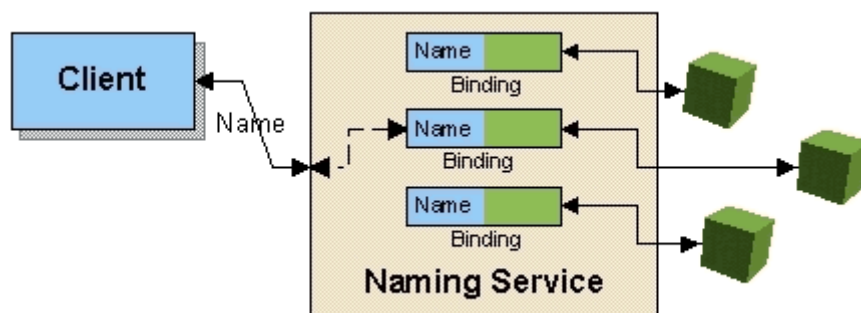 Client
Name
Name
Binding
Name
Binding
Name
Binding
Naming Service